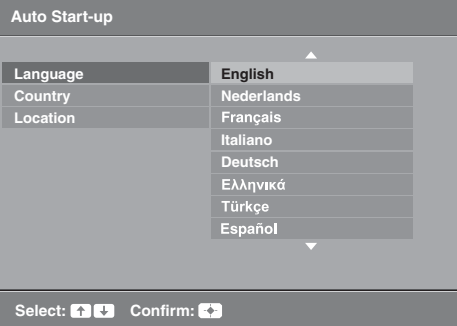 Auto Start-up
Language
Country
Location
English
Nederlands
Français
Italiano
Deutsch
Ελληνικά
Türkçe
Español
Select: Confirm: